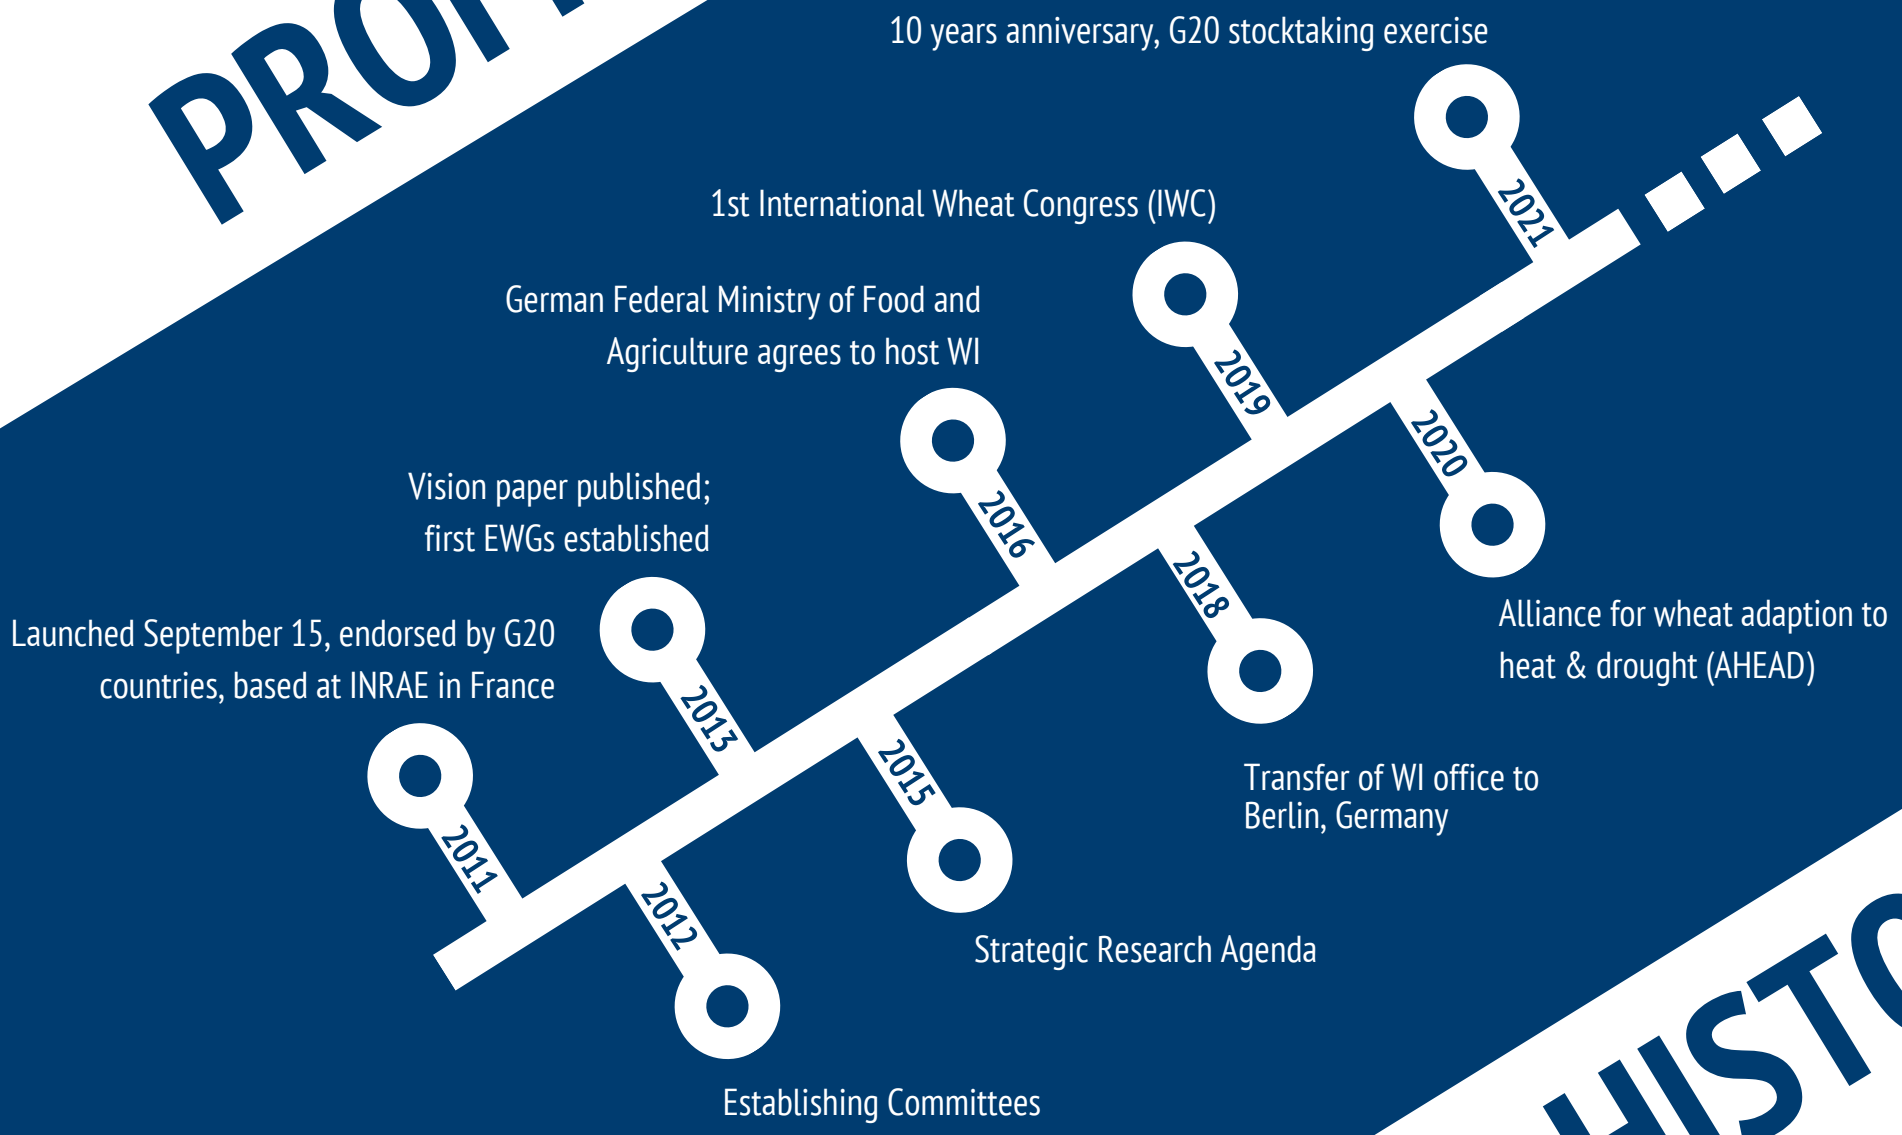 10 years anniversary, G20 stocktaking exercise
2021
1st International Wheat Congress (IWC)
2019
German Federal Ministry of Food and
Agriculture agrees to host WI
2016
2020
Alliance for wheat adaption to
heat & drought (AHEAD)
Vision paper published;
first EWGs established
2013
2018
Transfer of WI office to
Berlin, Germany
Launched September 15, endorsed by G20
countries, based at INRAE in France
2011
2015
Strategic Research Agenda
2012
Establishing Committees